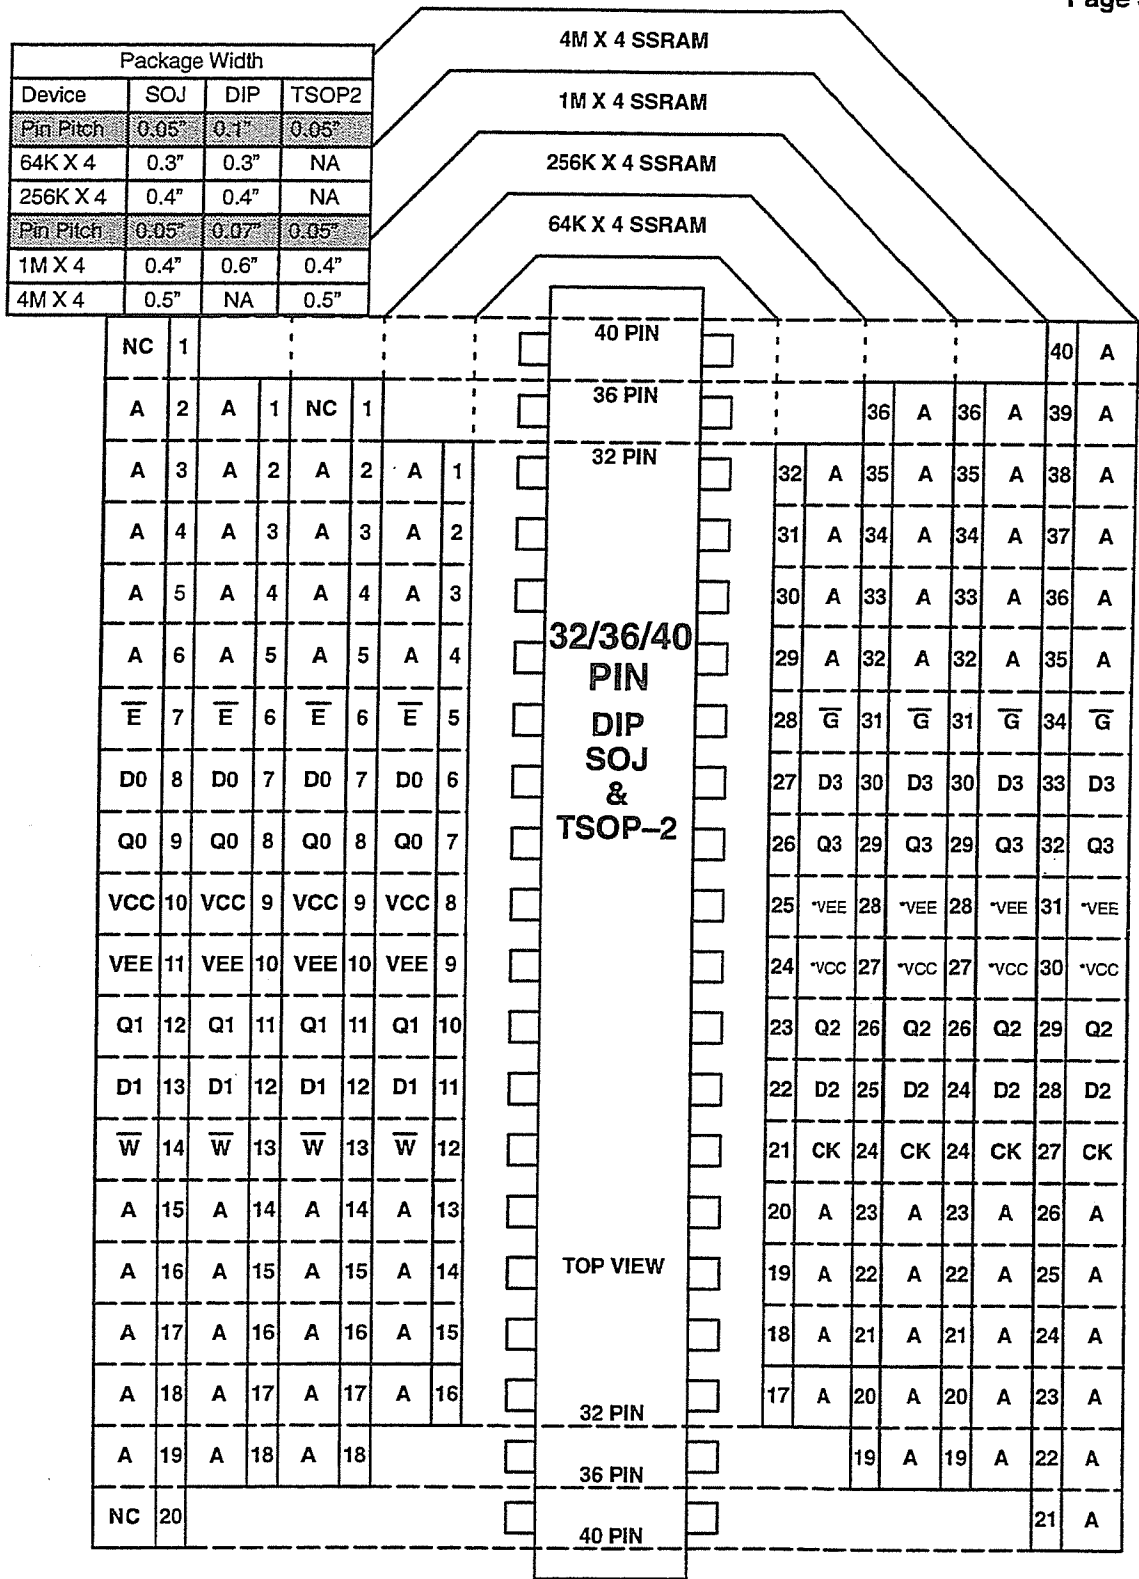 Page
4M X 4 SSRAM
1M X 4 SSRAM
256K X 4 SSRAM
64K X 4 SSRAM
Package Width
Device SOJ DIP TSOP2
Pin Pitch 0.05" 0.1" 0.05"
64K X 4 0.3" 0.3" NA
256K X 4 0.4" 0.4" NA
Pin Pitch 0.05" 0.07" 0.05"
1M X 4 0.4" 0.6" 0.4"
4M X 4 0.5" NA 0.5"
NC 1 40 PIN 40 A
A 2 A 1 NC 1 36 PIN 36 A 36 A 39 A
A 3 A 2 A 2 A 1 32 PIN 32 A 35 A 35 A 38 A
A 4 A 3 A 3 A 2 31 A 34 A 34 A 37 A
A 5 A 4 A 4 A 3 30 A 33 A 33 A 36 A
A 6 A 5 A 5 A 4 29 A 32 A 32 A 35 A
E̅ 7 E̅ 6 E̅ 6 E̅ 5 28 G̅ 31 G̅ 31 G̅ 34 G̅
D0 8 D0 7 D0 7 D0 6 27 D3 30 D3 30 D3 33 D3
Q0 9 Q0 8 Q0 8 Q0 7 26 Q3 29 Q3 29 Q3 32 Q3
VCC 10 VCC 9 VCC 9 VCC 8 25 *VEE 28 *VEE 28 *VEE 31 *VEE
VEE 11 VEE 10 VEE 10 VEE 9 24 *VCC 27 *VCC 27 *VCC 30 *VCC
Q1 12 Q1 11 Q1 11 Q1 10 23 Q2 26 Q2 26 Q2 29 Q2
D1 13 D1 12 D1 12 D1 11 22 D2 25 D2 24 D2 28 D2
W̅ 14 W̅ 13 W̅ 13 W̅ 12 21 CK 24 CK 24 CK 27 CK
A 15 A 14 A 14 A 13 20 A 23 A 23 A 26 A
A 16 A 15 A 15 A 14 TOP VIEW 19 A 22 A 22 A 25 A
A 17 A 16 A 16 A 15 18 A 21 A 21 A 24 A
A 18 A 17 A 17 A 16 32 PIN 17 A 20 A 20 A 23 A
A 19 A 18 A 18 36 PIN 19 A 19 A 22 A
NC 20 40 PIN 21 A
32/36/40
PIN
DIP
SOJ
&
TSOP–2